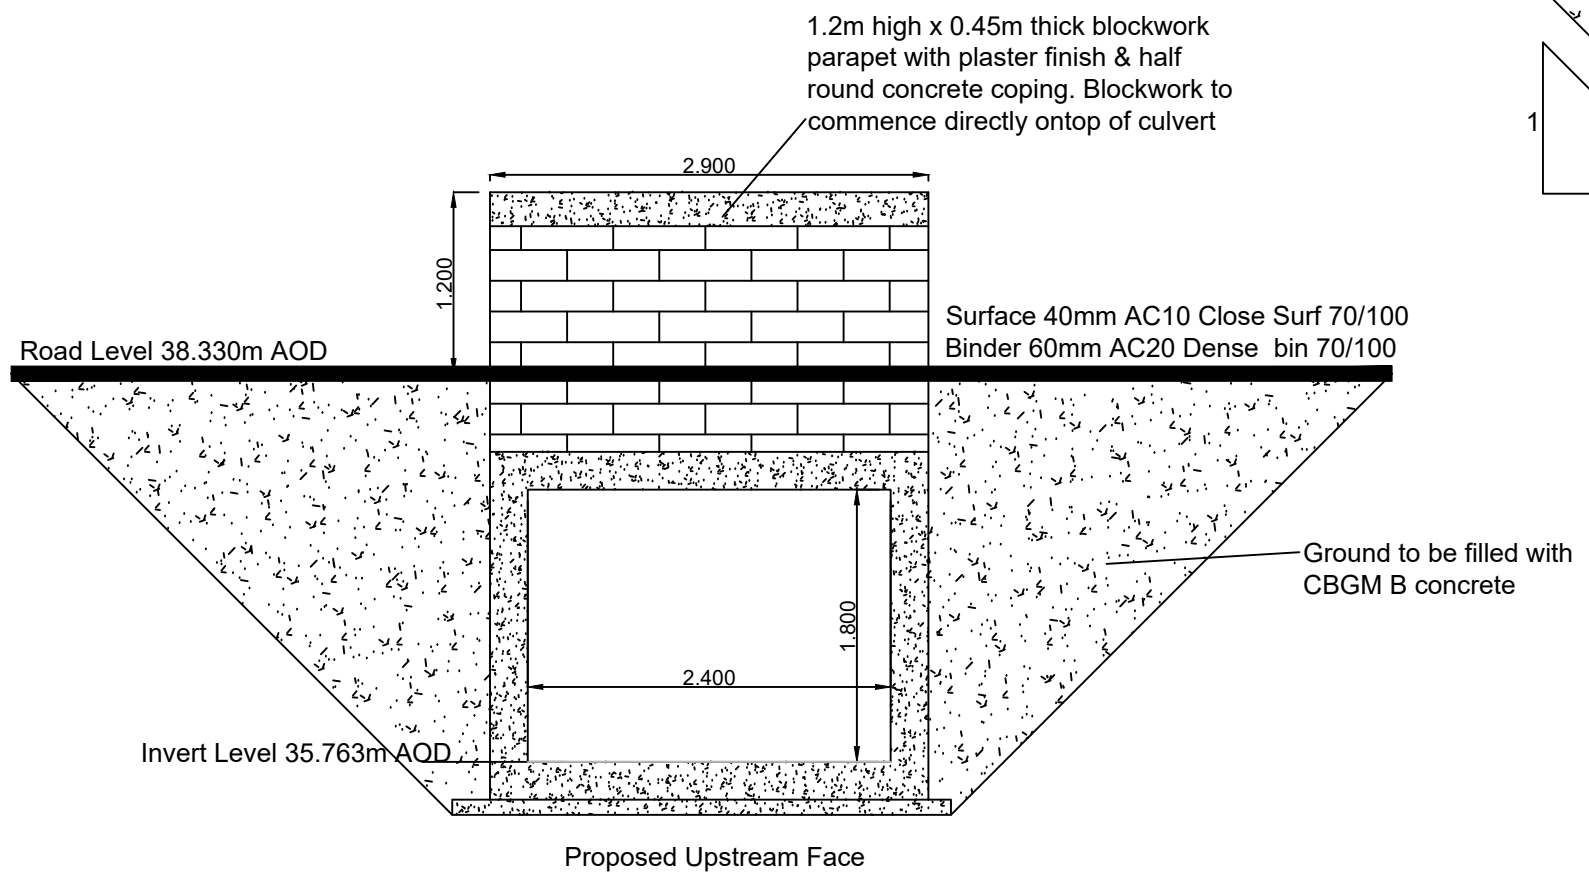 1.2m high x 0.45m thick blockwork
parapet with plaster finish & half
round concrete coping. Blockwork to
commence directly ontop of culvert
1
2.900
1.200
Surface 40mm AC10 Close Surf 70/100
Binder 60mm AC20 Dense  bin 70/100
Road Level 38.330m AOD
Ground to be filled with
CBGM B concrete
1.800
2.400
Invert Level 35.763m AOD
Proposed Upstream Face